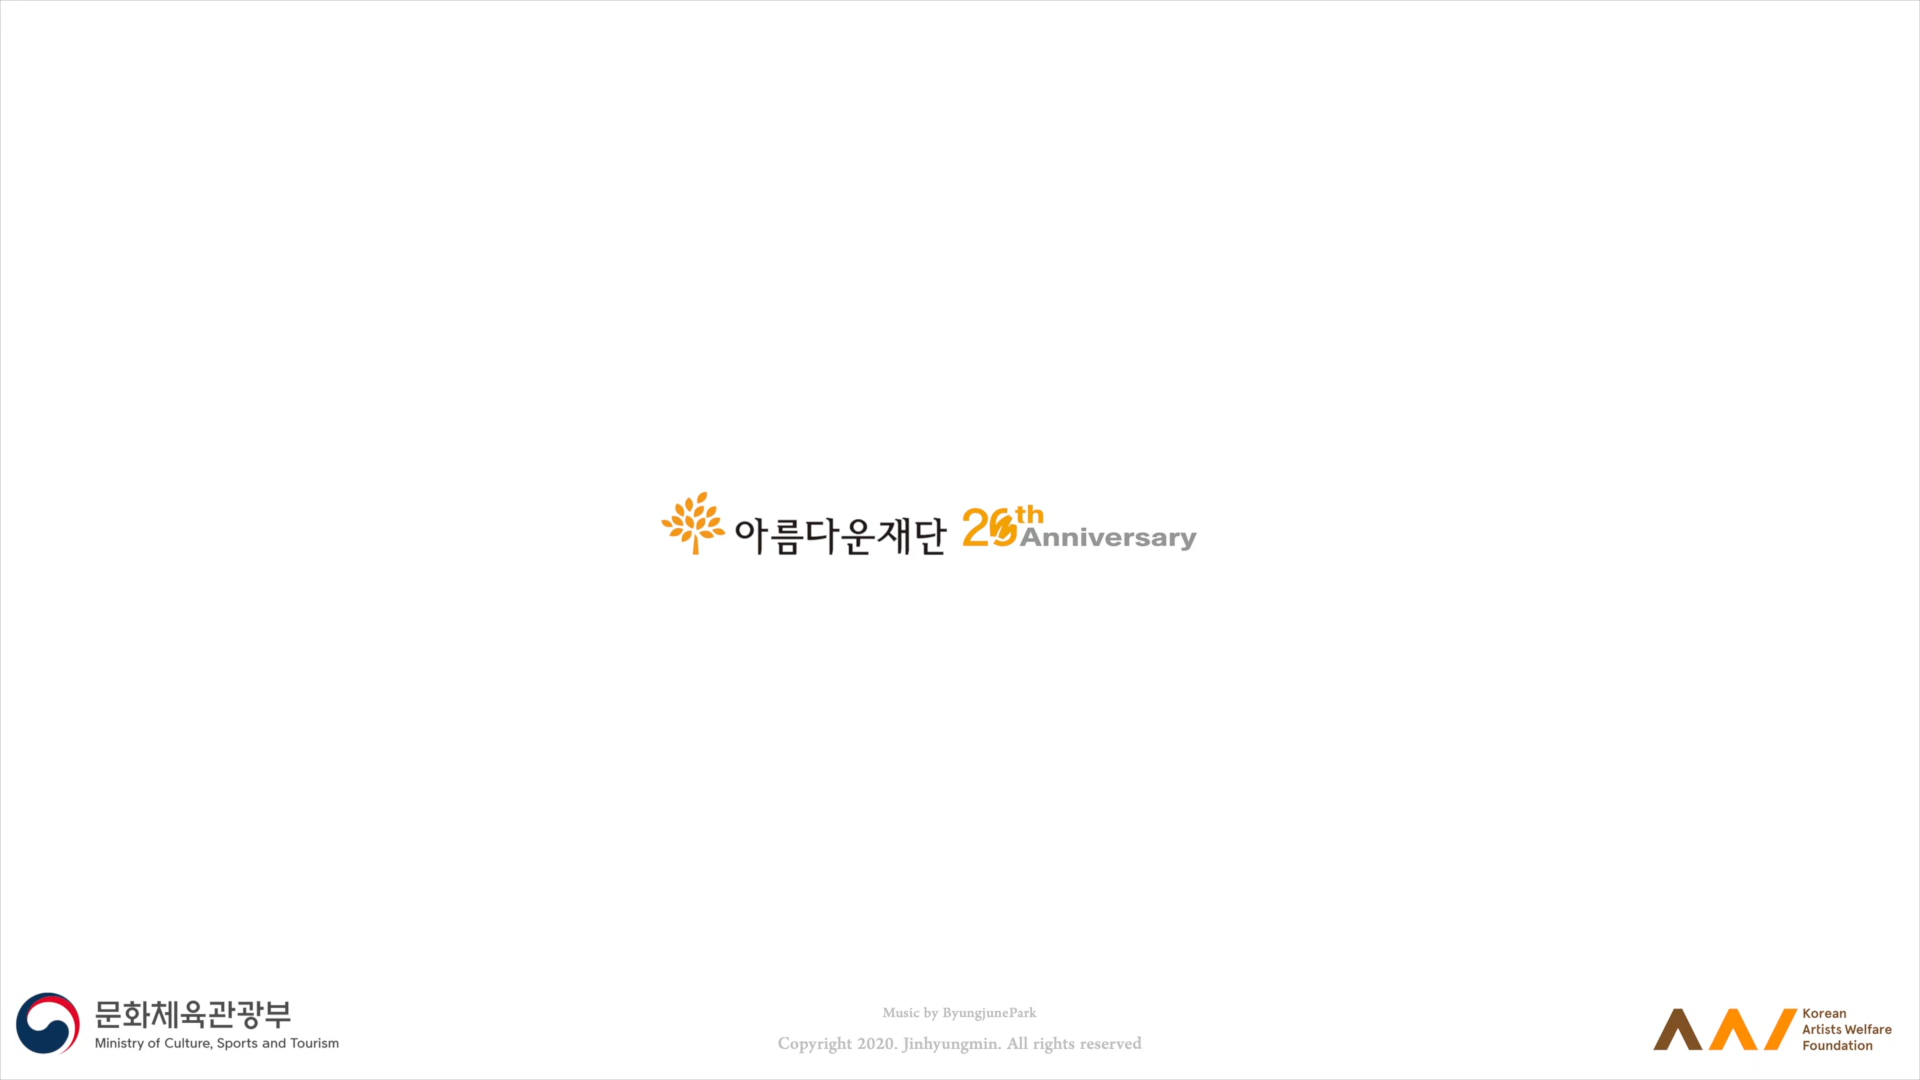 아름다운재단
th
Anniversary
Music by ByungjunePark
Copyright 2020. Jinhyungmin. All rights reserved
문화체육관광부
Ministry of Culture, Sports and Tourism
Korean
Artists Welfare
Foundation